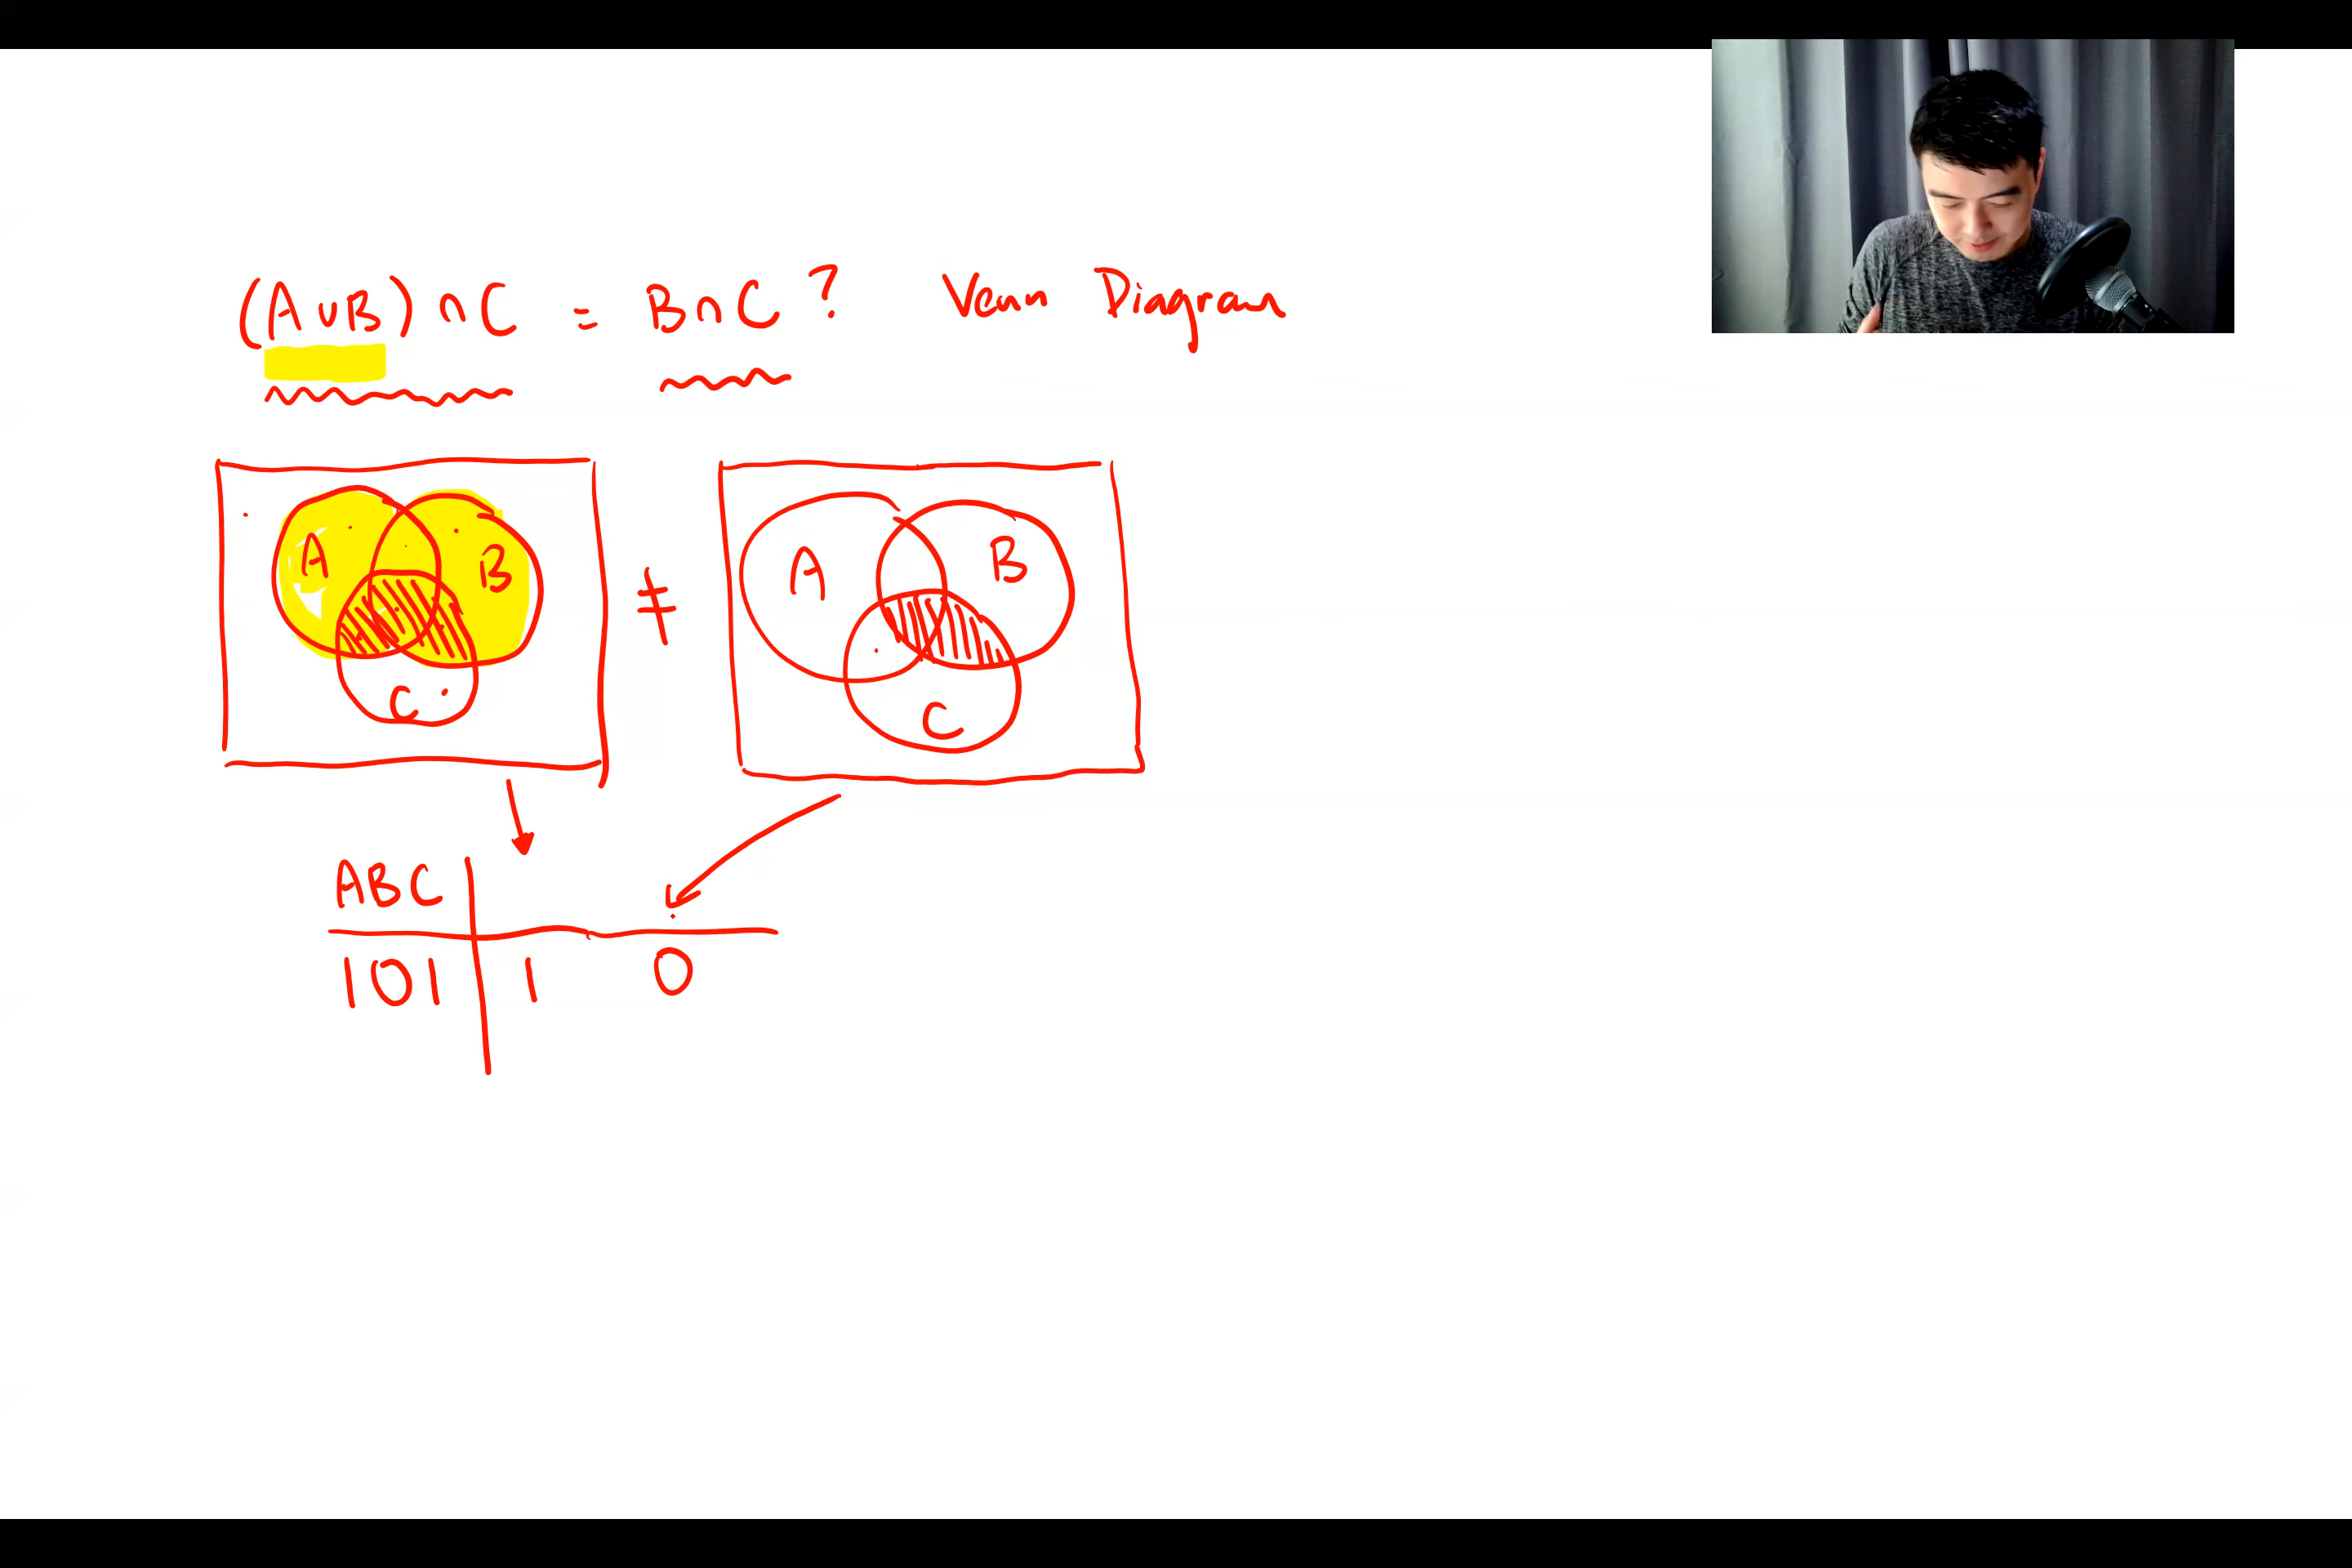 (A∪B)∩C = B∩C ? Venn Diagram
A B
C
≠
A B
C
ABC
101 1 0